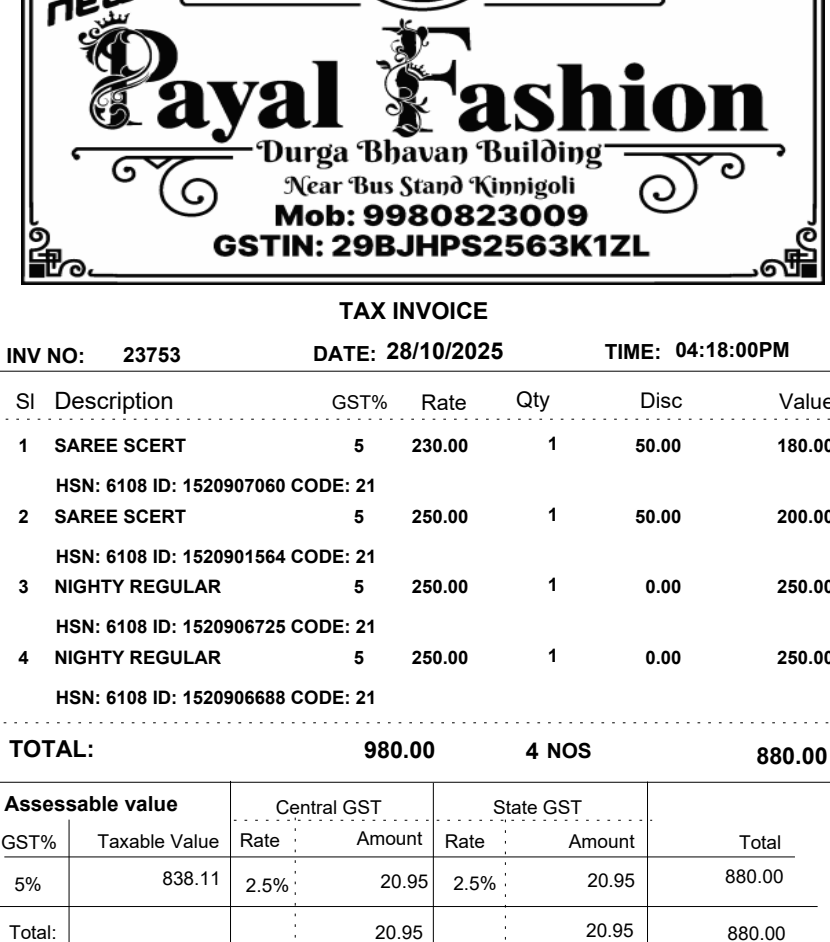 new
Payal Fashion
Durga Bhavan Building
Near Bus Stand Kinnigoli
Mob: 9980823009
GSTIN: 29BJHPS2563K1ZL
TAX INVOICE
INV NO: 23753 DATE: 28/10/2025 TIME: 04:18:00PM
Sl Description GST% Rate Qty Disc Value
1 SAREE SCERT 5 230.00 1 50.00 180.00
HSN: 6108 ID: 1520907060 CODE: 21
2 SAREE SCERT 5 250.00 1 50.00 200.00
HSN: 6108 ID: 1520901564 CODE: 21
3 NIGHTY REGULAR 5 250.00 1 0.00 250.00
HSN: 6108 ID: 1520906725 CODE: 21
4 NIGHTY REGULAR 5 250.00 1 0.00 250.00
HSN: 6108 ID: 1520906688 CODE: 21
TOTAL: 980.00 4 NOS 880.00
Assessable value Central GST State GST
GST% Taxable Value Rate Amount Rate Amount Total
5% 838.11 2.5% 20.95 2.5% 20.95 880.00
Total: 20.95 20.95 880.00